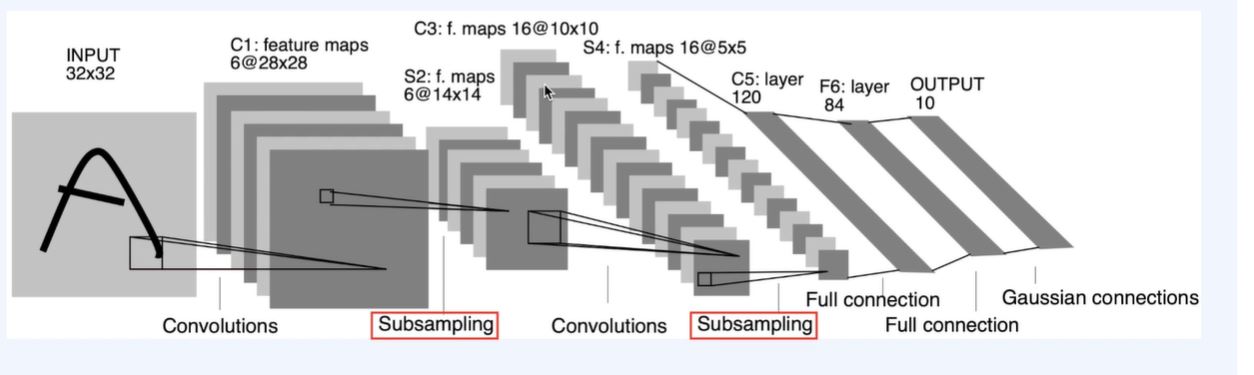 INPUT
32x32
C1: feature maps
6@28x28
S2: f. maps
6@14x14
C3: f. maps 16@10x10
S4: f. maps 16@5x5
C5: layer
120
F6: layer
84
OUTPUT
10
Convolutions
Subsampling
Convolutions
Subsampling
Full connection
Full connection
Gaussian connections